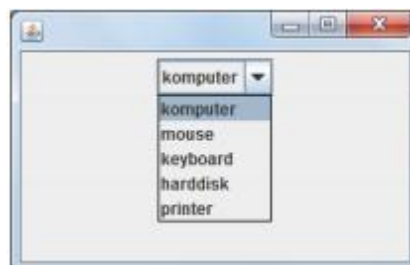 komputer
komputer
mouse
keyboard
harddisk
printer